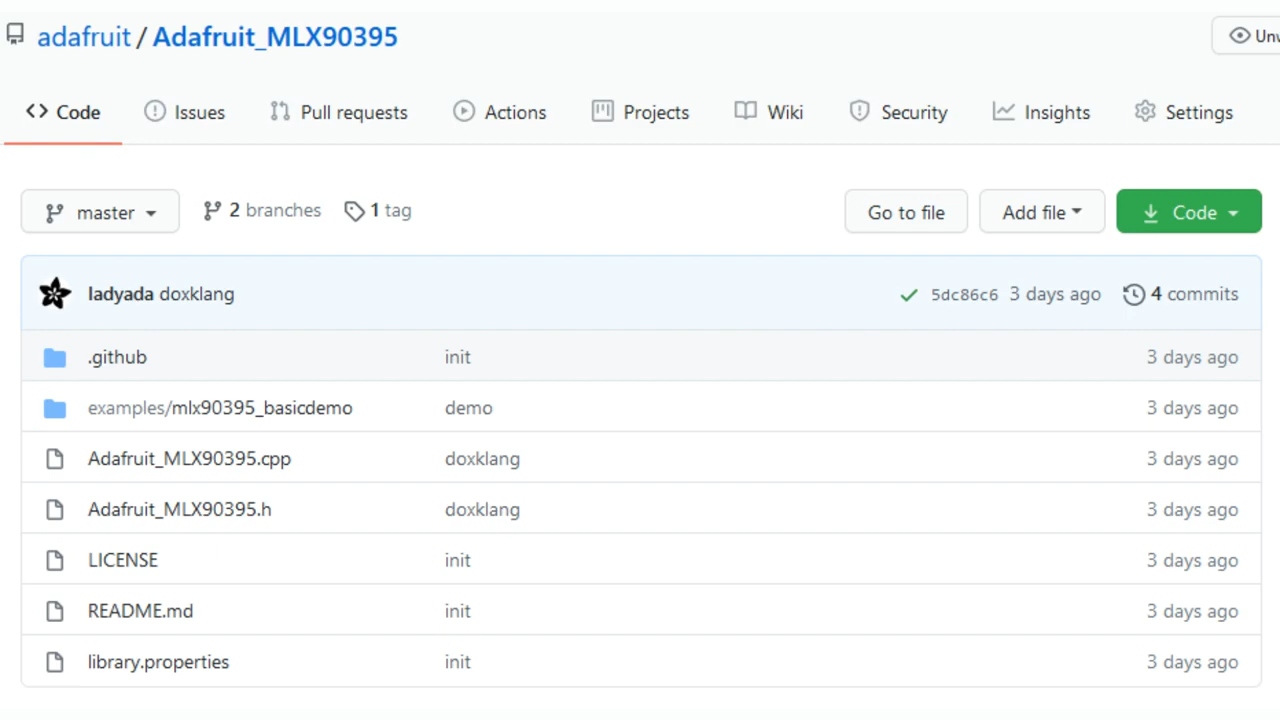 adafruit / Adafruit_MLX90395
Code Issues Pull requests Actions Projects Wiki Security Insights Settings
master 2 branches 1 tag Go to file Add file Code
ladyada doxklang 5dc86c6 3 days ago 4 commits
.github init 3 days ago
examples/mlx90395_basicdemo demo 3 days ago
Adafruit_MLX90395.cpp doxklang 3 days ago
Adafruit_MLX90395.h doxklang 3 days ago
LICENSE init 3 days ago
README.md init 3 days ago
library.properties init 3 days ago